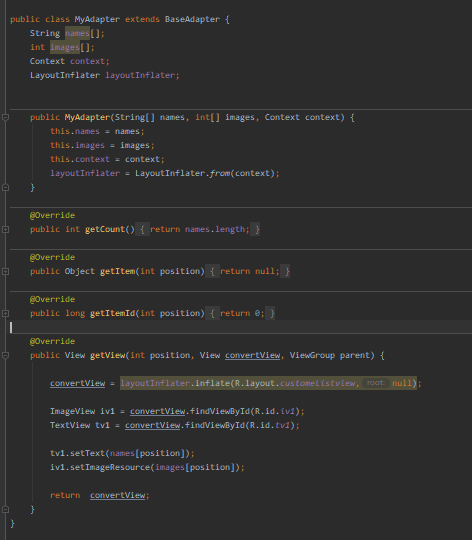 public class MyAdapter extends BaseAdapter {
String names[];
int images[];
Context context;
LayoutInflater layoutInflater;
public MyAdapter(String[] names, int[] images, Context context) {
this.names = names;
this.images = images;
this.context = context;
layoutInflater = LayoutInflater.from(context);
}
@Override
public int getCount() { return names.length; }
@Override
public Object getItem(int position) { return null; }
@Override
public long getItemId(int position) { return 0; }
@Override
public View getView(int position, View convertView, ViewGroup parent) {
convertView = layoutInflater.inflate(R.layout.customelistview, root: null);
ImageView iv1 = convertView.findViewById(R.id.iv1);
TextView tv1 = convertView.findViewById(R.id.tv1);
tv1.setText(names[position]);
iv1.setImageResource(images[position]);
return convertView;
}
}